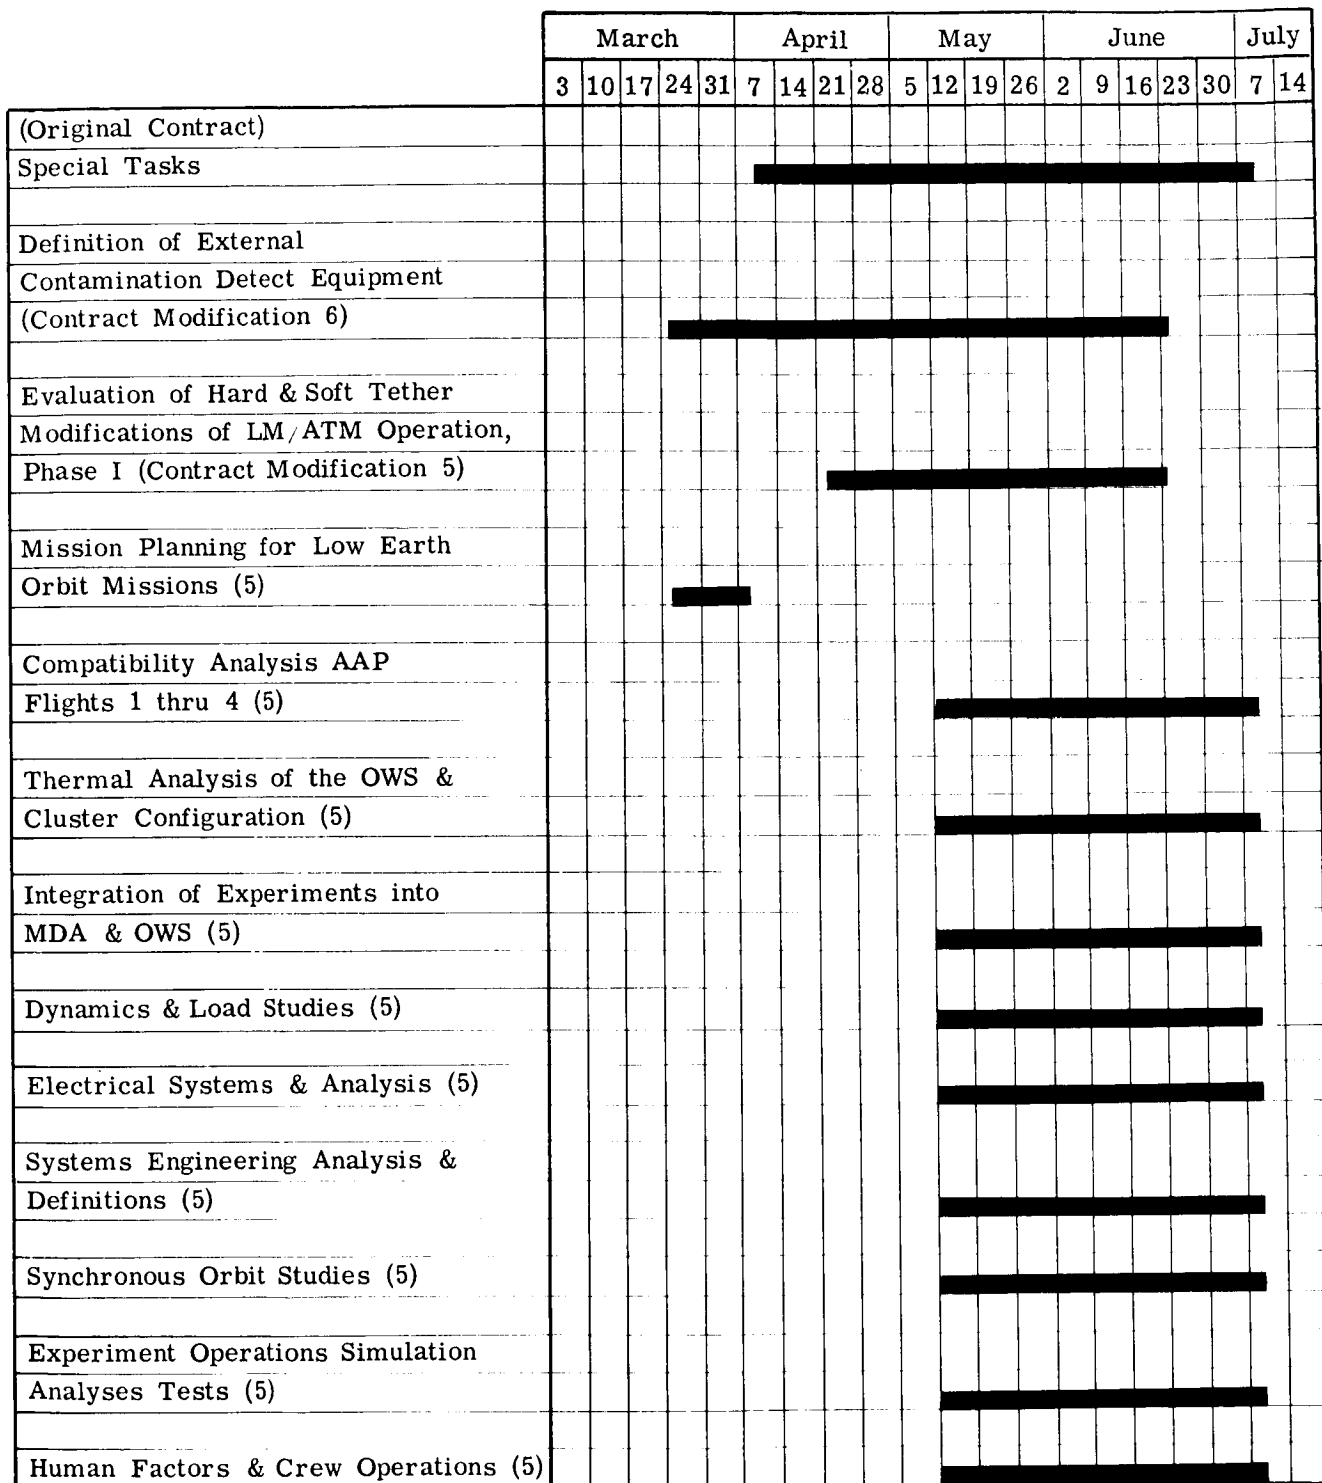 March April May June July
3 10 17 24 31 7 14 21 28 5 12 19 26 2 9 16 23 30 7 14
(Original Contract)
Special Tasks
Definition of External
Contamination Detect Equipment
(Contract Modification 6)
Evaluation of Hard & Soft Tether
Modifications of LM/ATM Operation,
Phase I (Contract Modification 5)
Mission Planning for Low Earth
Orbit Missions (5)
Compatibility Analysis AAP
Flights 1 thru 4 (5)
Thermal Analysis of the OWS &
Cluster Configuration (5)
Integration of Experiments into
MDA & OWS (5)
Dynamics & Load Studies (5)
Electrical Systems & Analysis (5)
Systems Engineering Analysis &
Definitions (5)
Synchronous Orbit Studies (5)
Experiment Operations Simulation
Analyses Tests (5)
Human Factors & Crew Operations (5)